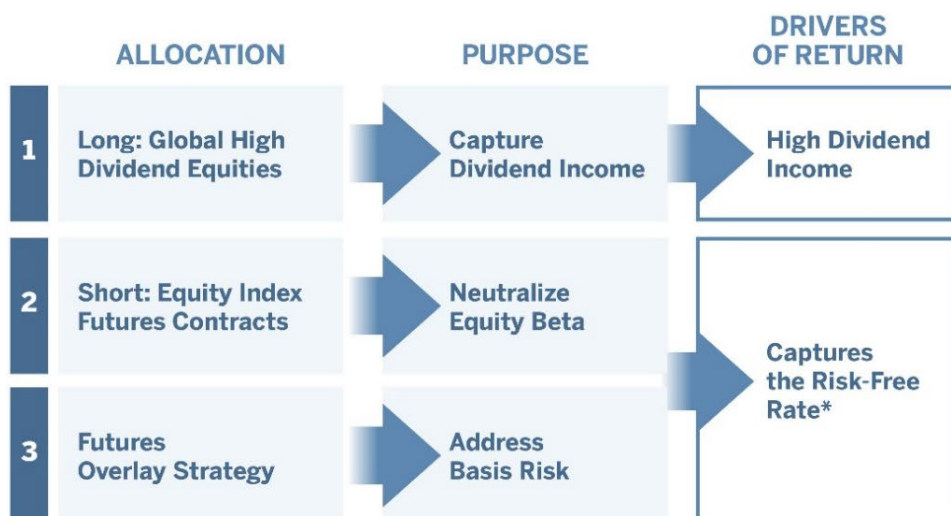 ALLOCATION
PURPOSE
DRIVERS
OF RETURN
1
Long: Global High
Dividend Equities
Capture
Dividend Income
High Dividend
Income
2
Short: Equity Index
Futures Contracts
Neutralize
Equity Beta
3
Futures
Overlay Strategy
Address
Basis Risk
Captures
the Risk-Free
Rate*